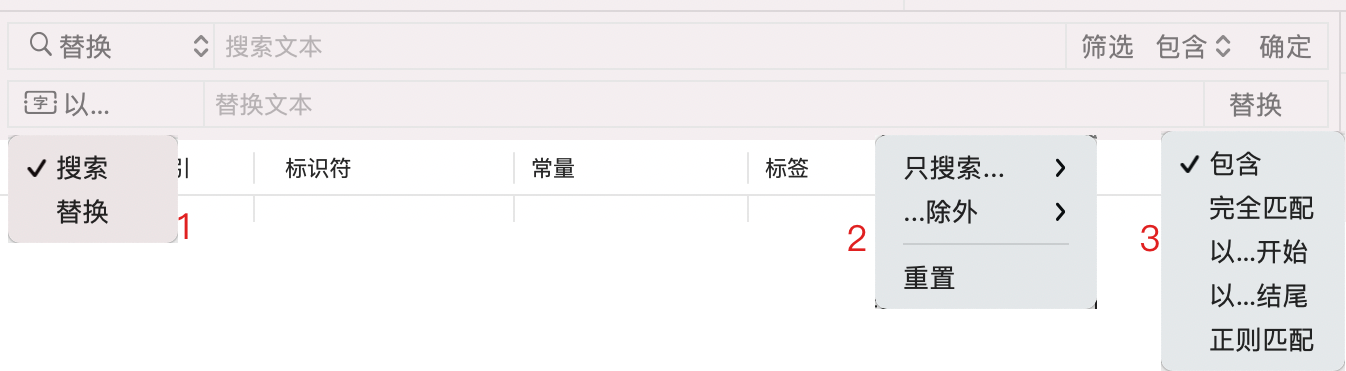 替换 搜索文本 筛选 包含 确定
字 以... 替换文本 替换
引 标识符 常量 标签
✓ 搜索
替换
1
只搜索...
...除外
重置
2
✓ 包含
完全匹配
以...开始
以...结尾
正则匹配
3